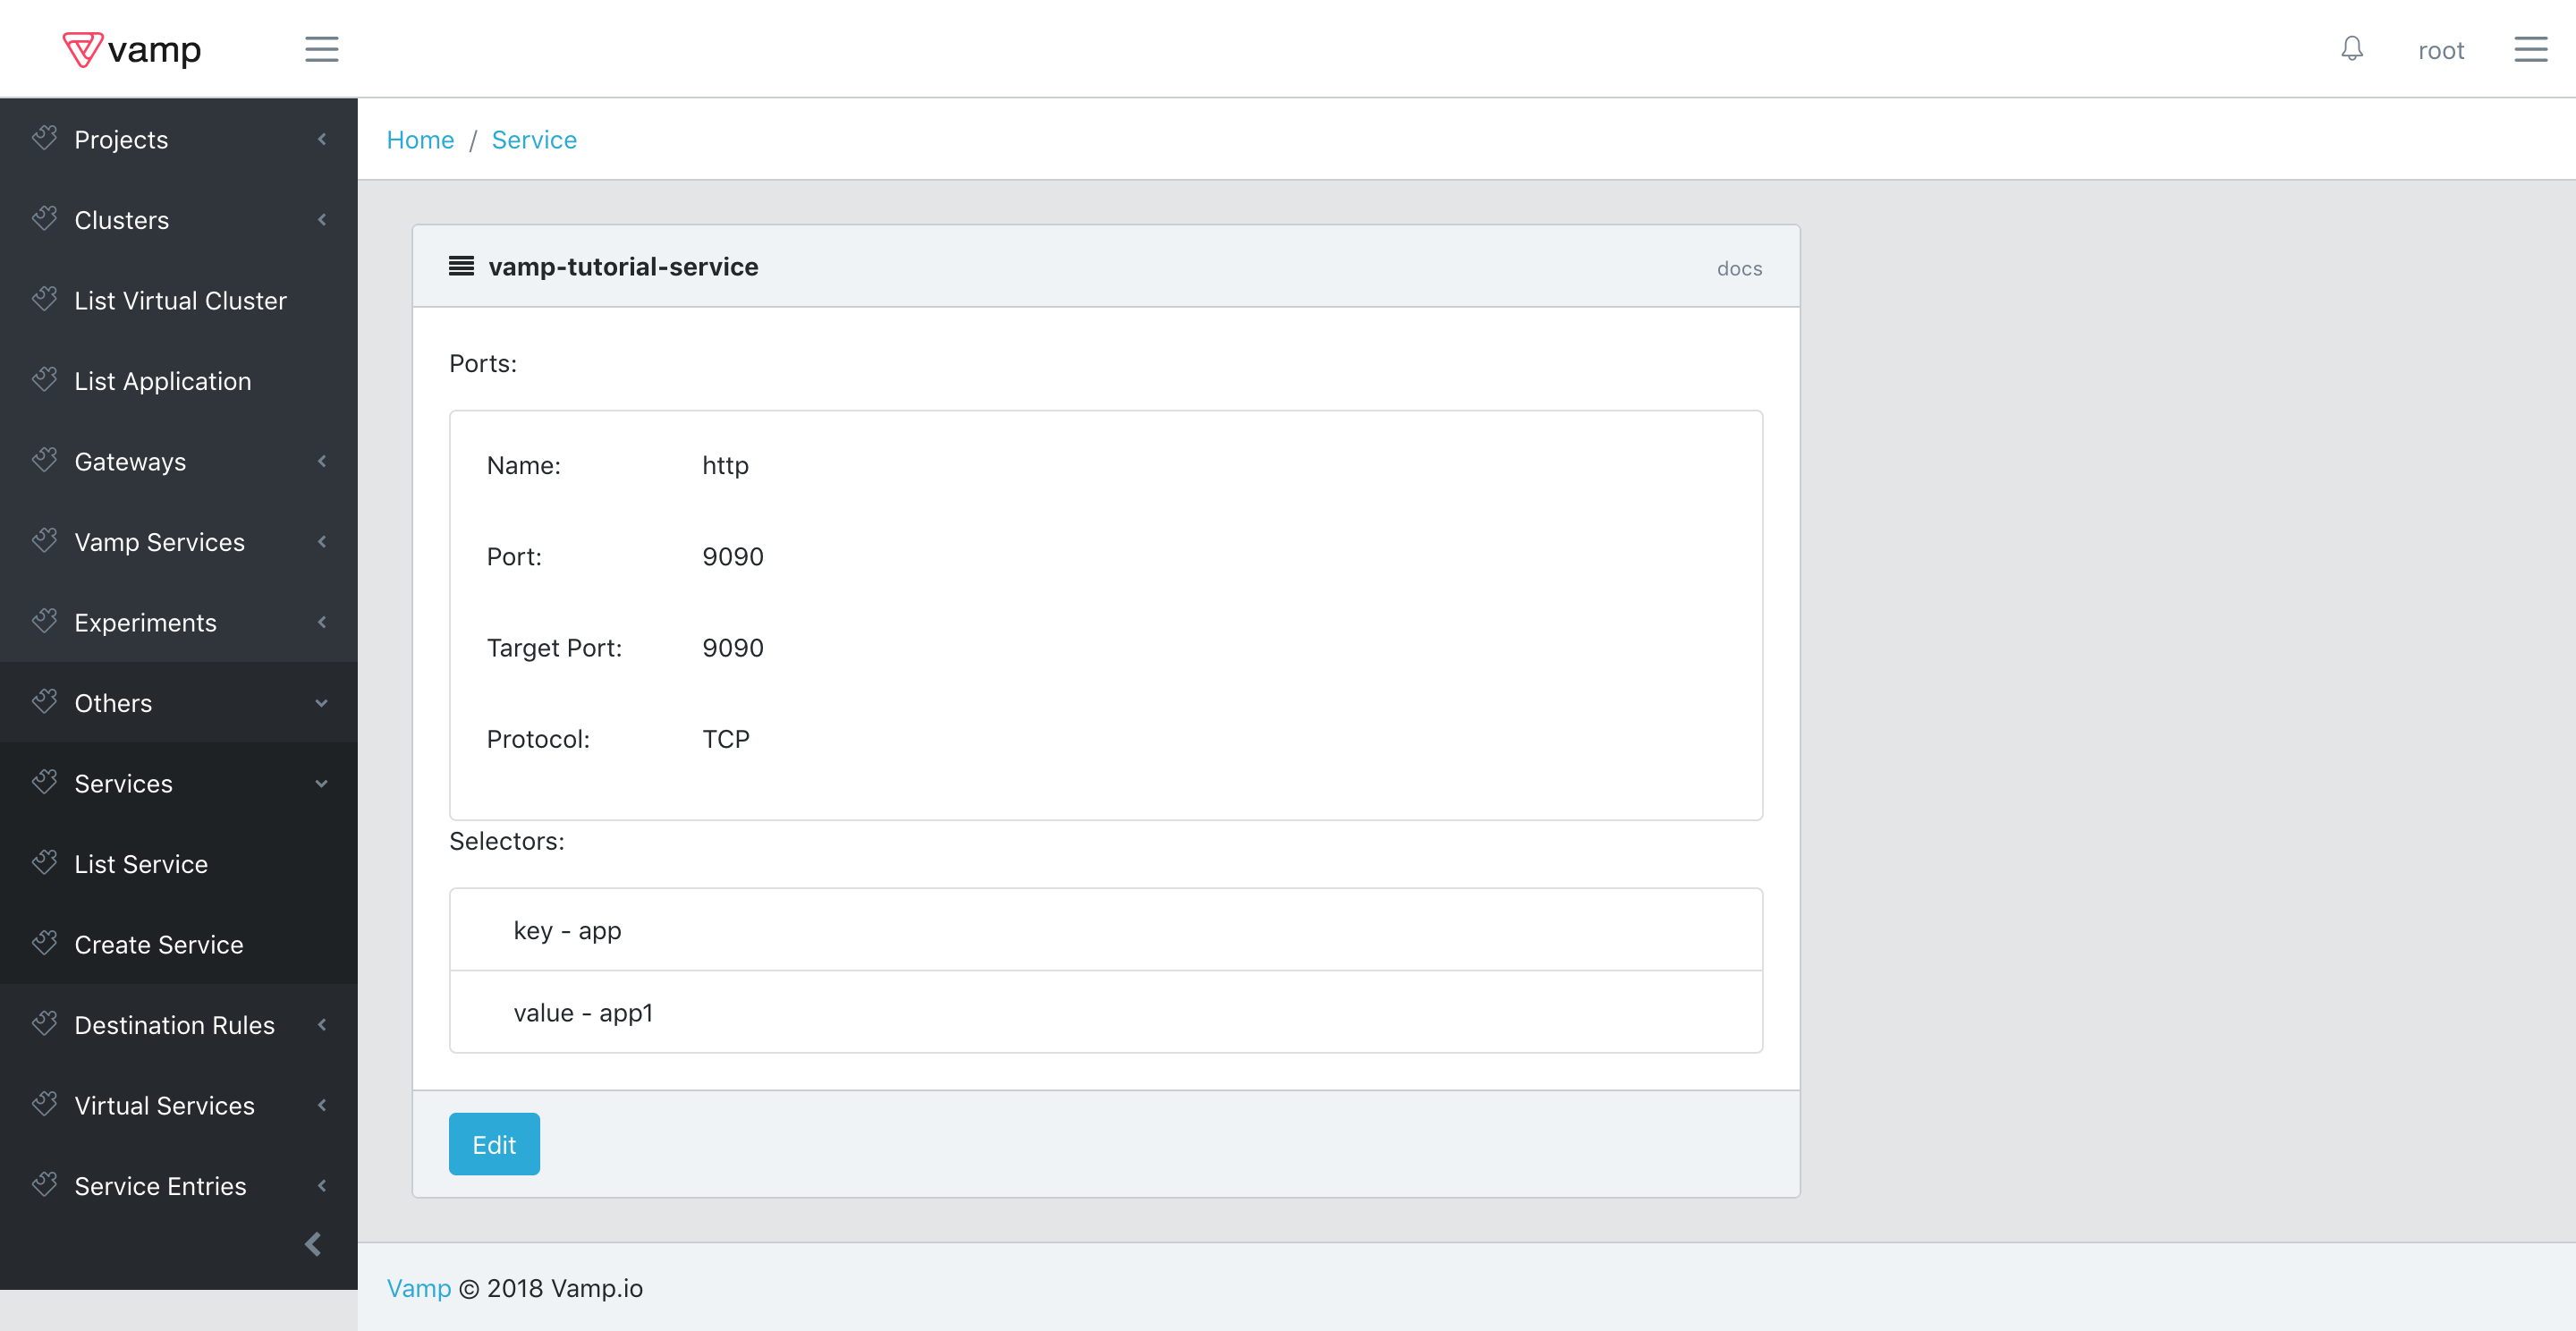 vamp
root
Projects
Clusters
List Virtual Cluster
List Application
Gateways
Vamp Services
Experiments
Others
Services
List Service
Create Service
Destination Rules
Virtual Services
Service Entries
Home / Service
vamp-tutorial-service docs
Ports:
Name: http
Port: 9090
Target Port: 9090
Protocol: TCP
Selectors:
key - app
value - app1
Edit
Vamp © 2018 Vamp.io